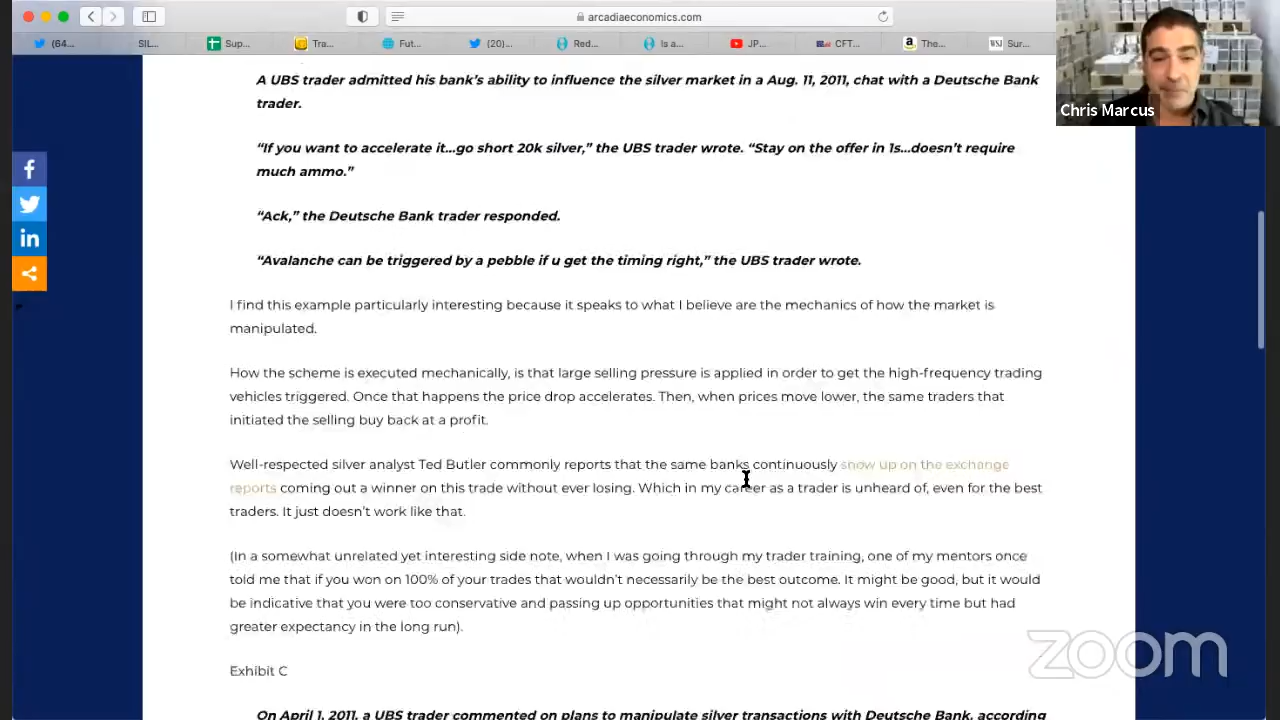 arcadiaeconomics.com
(64...
SIL...
Sup...
Tra...
Fut...
(20)...
Red...
Is a...
JP...
CFT...
The...
WSJ
Sur...
Chris Marcus
A UBS trader admitted his bank's ability to influence the silver market in a Aug. 11, 2011, chat with a Deutsche Bank
trader.
“If you want to accelerate it…go short 20k silver,” the UBS trader wrote. “Stay on the offer in 1s…doesn’t require
much ammo.”
“Ack,” the Deutsche Bank trader responded.
“Avalanche can be triggered by a pebble if u get the timing right,” the UBS trader wrote.
I find this example particularly interesting because it speaks to what I believe are the mechanics of how the market is
manipulated.
How the scheme is executed mechanically, is that large selling pressure is applied in order to get the high-frequency trading
vehicles triggered. Once that happens the price drop accelerates. Then, when prices move lower, the same traders that
initiated the selling buy back at a profit.
Well-respected silver analyst Ted Butler commonly reports that the same banks continuously show up on the exchange
reports coming out a winner on this trade without ever losing. Which in my career as a trader is unheard of, even for the best
traders. It just doesn’t work like that.
(In a somewhat unrelated yet interesting side note, when I was going through my trader training, one of my mentors once
told me that if you won on 100% of your trades that wouldn’t necessarily be the best outcome. It might be good, but it would
be indicative that you were too conservative and passing up opportunities that might not always win every time but had
greater expectancy in the long run).
Exhibit C
On April 1, 2011, a UBS trader commented on plans to manipulate silver transactions with Deutsche Bank, according
zoom